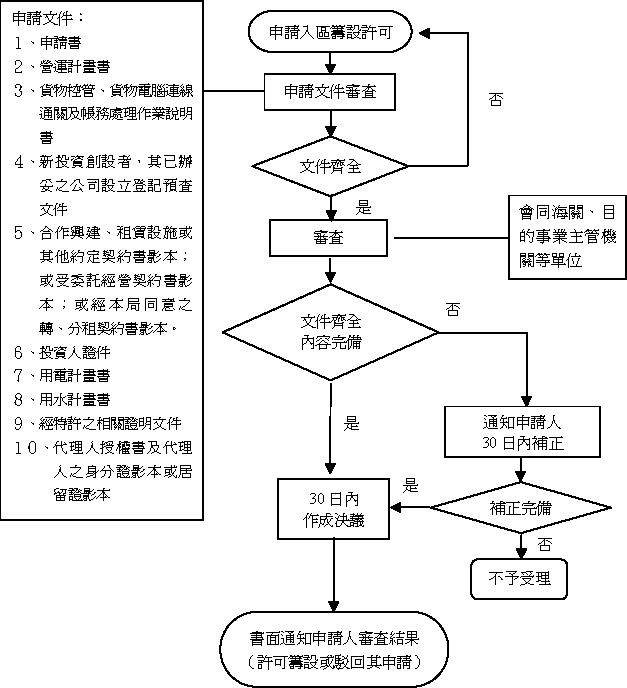 申請文件：
1、申請書
2、營運計畫書
3、貨物控管、貨物電腦連線
通關及帳務處理作業說明
書
4、新投資創設者，其已辦
妥之公司設立登記預查
文件
5、合作興建、租賃設施或
其他約定契約書影本；
或受委託經營契約書影
本；或經本局同意之
轉、分租契約書影本。
6、投資人證件
7、用電計畫書
8、用水計畫書
9、經特許之相關證明文件
10、代理人授權書及代理
人之身分證影本或居
留證影本
申請入區籌設許可
申請文件審查
否
文件齊全
是
審查
會同海關、目
的事業主管機
關等單位
文件齊全
內容完備
否
是
通知申請人
30日內補正
30日內
作成決議
是
補正完備
否
不予受理
書面通知申請人審查結果
（許可籌設或駁回其申請）